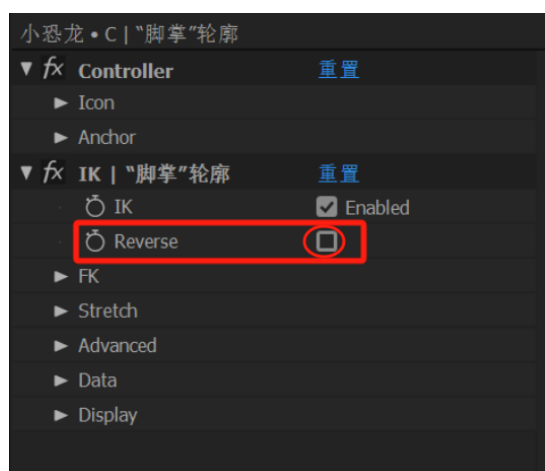 小恐龙 • C | "脚掌"轮廓
fx Controller 重置
Icon
Anchor
fx IK | "脚掌"轮廓 重置
IK Enabled
Reverse
FK
Stretch
Advanced
Data
Display